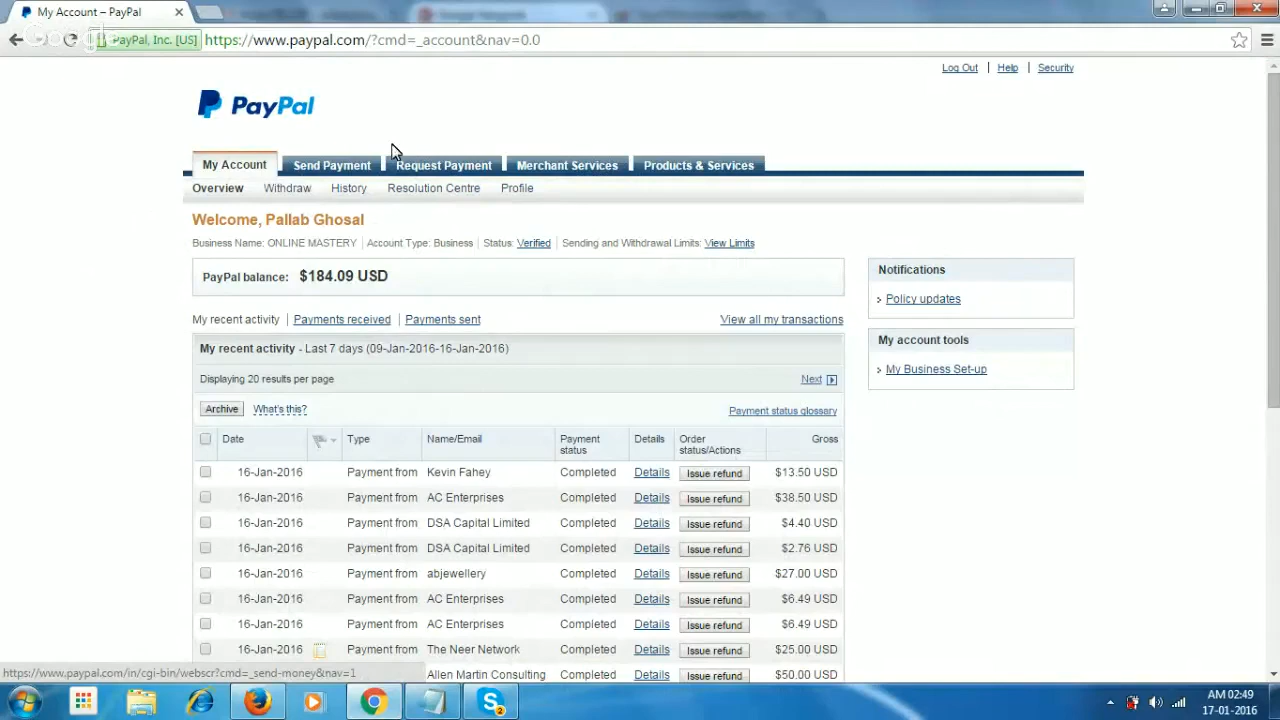 My Account – PayPal
PayPal, Inc. [US]
https://www.paypal.com/?cmd=_account&nav=0.0
Log Out | Help | Security
PayPal
My Account Send Payment Request Payment Merchant Services Products & Services
Overview Withdraw History Resolution Centre Profile
Welcome, Pallab Ghosal
Business Name: ONLINE MASTERY | Account Type: Business | Status: Verified | Sending and Withdrawal Limits: View Limits
PayPal balance: $184.09 USD
Notifications
Policy updates
My recent activity | Payments received | Payments sent View all my transactions
My account tools
My recent activity - Last 7 days (09-Jan-2016-16-Jan-2016)
My Business Set-up
Displaying 20 results per page Next
Archive What's this? Payment status glossary
Date Type Name/Email Payment status Details Order status/Actions Gross
16-Jan-2016 Payment from Kevin Fahey Completed Details Issue refund $13.50 USD
16-Jan-2016 Payment from AC Enterprises Completed Details Issue refund $38.50 USD
16-Jan-2016 Payment from DSA Capital Limited Completed Details Issue refund $4.40 USD
16-Jan-2016 Payment from DSA Capital Limited Completed Details Issue refund $2.76 USD
16-Jan-2016 Payment from abjewellery Completed Details Issue refund $27.00 USD
16-Jan-2016 Payment from AC Enterprises Completed Details Issue refund $6.49 USD
16-Jan-2016 Payment from AC Enterprises Completed Details Issue refund $6.49 USD
16-Jan-2016 Payment from The Neer Network Completed Details Issue refund $25.00 USD
Allen Martin Consulting Completed Details Issue refund $50.00 USD
https://www.paypal.com/in/cgi-bin/webscr?cmd=_send-money&nav=1
2
AM 02:49
17-01-2016